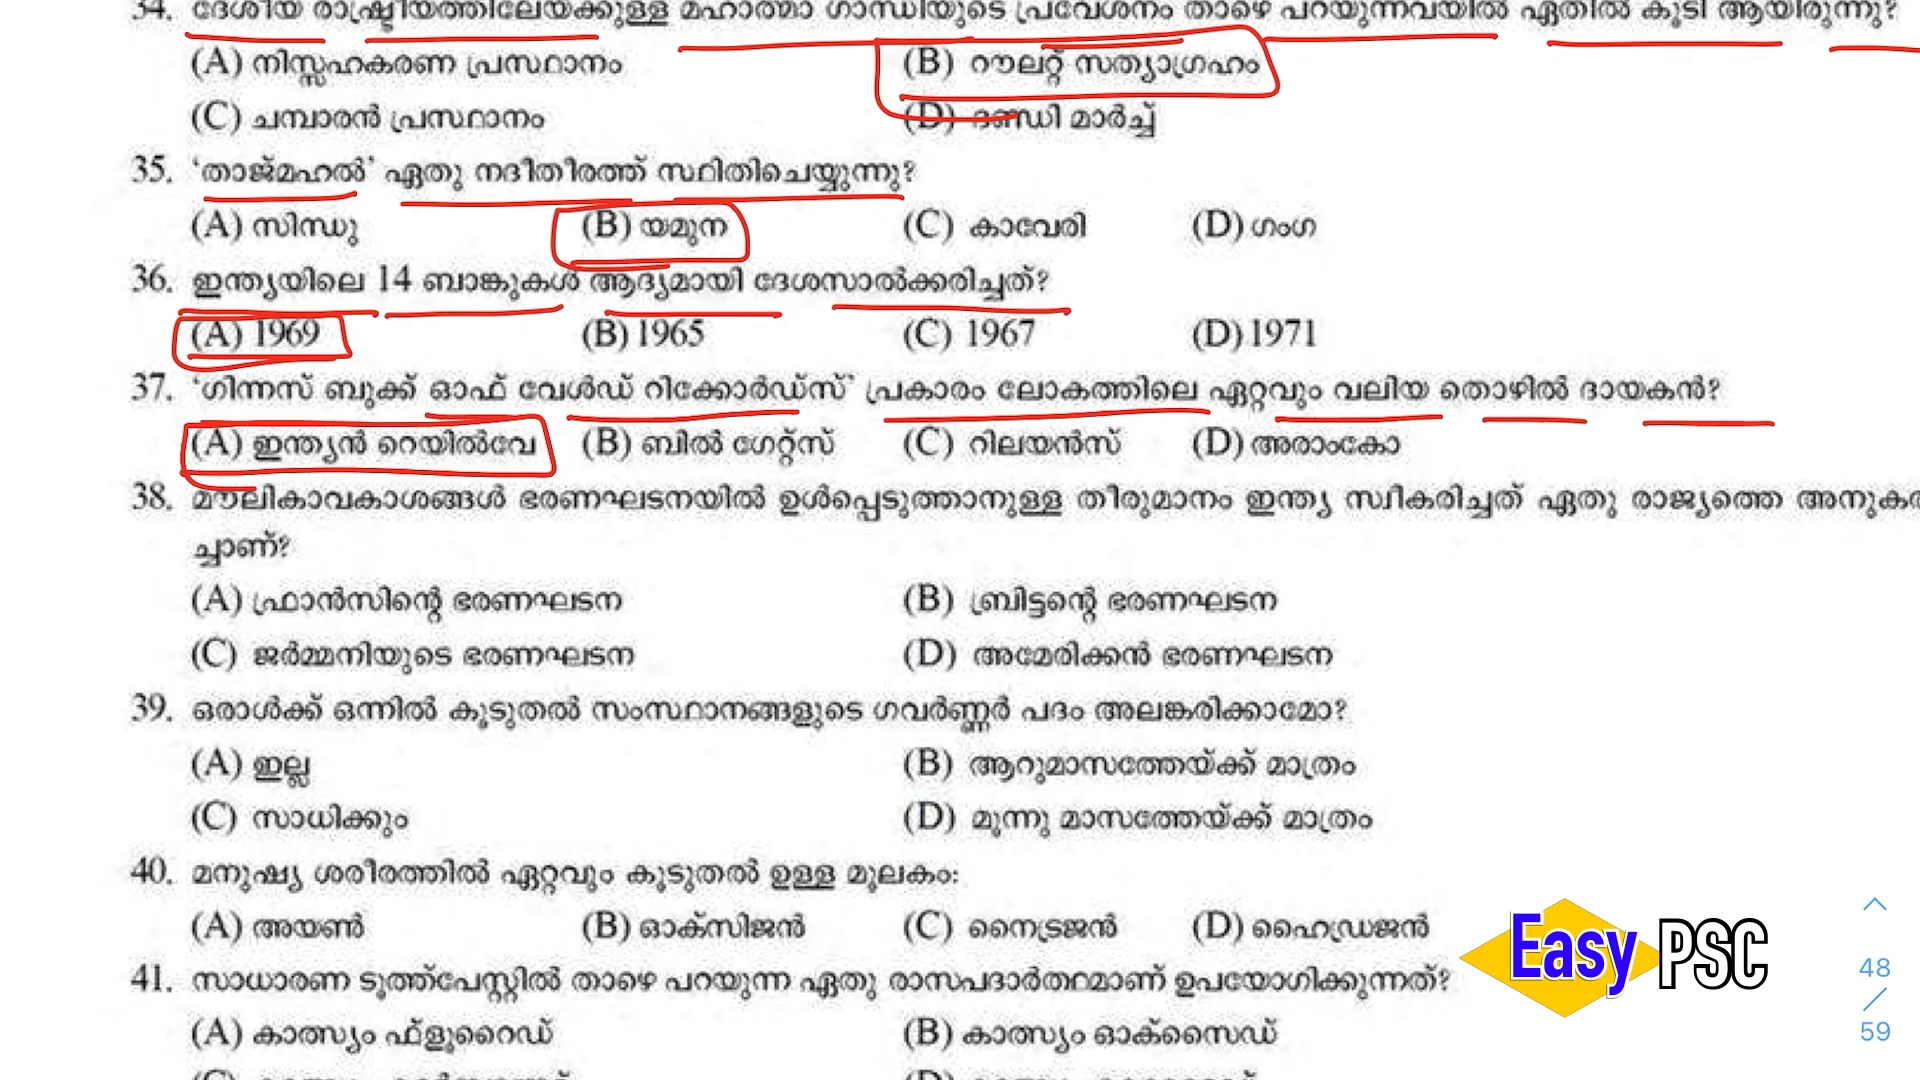 34. ദേശീയ രാഷ്ട്രീയത്തിലേയ്ക്കുള്ള മഹാത്മാ ഗാന്ധിയുടെ പ്രവേശനം താഴെ പറയുന്നവയിൽ ഏതിൽ കൂടി ആയിരുന്നു?
(A) നിസ്സഹകരണ പ്രസ്ഥാനം (B) റൗലറ്റ് സത്യാഗ്രഹം
(C) ചമ്പാരൻ പ്രസ്ഥാനം (D) ദണ്ഡി മാർച്ച്
35. ‘താജ്മഹൽ’ ഏതു നദീതീരത്ത് സ്ഥിതിചെയ്യുന്നു?
(A) സിന്ധു (B) യമുന (C) കാവേരി (D) ഗംഗ
36. ഇന്ത്യയിലെ 14 ബാങ്കുകൾ ആദ്യമായി ദേശസാൽക്കരിച്ചത്?
(A) 1969 (B) 1965 (C) 1967 (D) 1971
37. ‘ഗിന്നസ് ബുക്ക് ഓഫ് വേൾഡ് റിക്കോർഡ്സ്’ പ്രകാരം ലോകത്തിലെ ഏറ്റവും വലിയ തൊഴിൽ ദായകൻ?
(A) ഇന്ത്യൻ റെയിൽവേ (B) ബിൽ ഗേറ്റ്സ് (C) റിലയൻസ് (D) അരാംകോ
38. മൗലികാവകാശങ്ങൾ ഭരണഘടനയിൽ ഉൾപ്പെടുത്താനുള്ള തീരുമാനം ഇന്ത്യ സ്വീകരിച്ചത് ഏതു രാജ്യത്തെ
ച്ചാണ്?
(A) ഫ്രാൻസിന്റെ ഭരണഘടന (B) ബ്രിട്ടന്റെ ഭരണഘടന
(C) ജർമ്മനിയുടെ ഭരണഘടന (D) അമേരിക്കൻ ഭരണഘടന
39. ഒരാൾക്ക് ഒന്നിൽ കൂടുതൽ സംസ്ഥാനങ്ങളുടെ ഗവർണ്ണർ പദം അലങ്കരിക്കാമോ?
(A) ഇല്ല (B) ആറുമാസത്തേയ്ക്ക് മാത്രം
(C) സാധിക്കും (D) മൂന്നു മാസത്തേയ്ക്ക് മാത്രം
40. മനുഷ്യ ശരീരത്തിൽ ഏറ്റവും കൂടുതൽ ഉള്ള മൂലകം:
(A) അയൺ (B) ഓക്സിജൻ (C) നൈട്രജൻ (D) ഹൈഡ്രജൻ
41. സാധാരണ ടൂത്ത്പേസ്റ്റിൽ താഴെ പറയുന്ന ഏതു രാസപദാർത്ഥമാണ് ഉപയോഗിക്കുന്നത്?
(A) കാത്സ്യം ഫ്ളൂറൈഡ് (B) കാത്സ്യം ഓക്സൈഡ്
Easy PSC
48
/
59